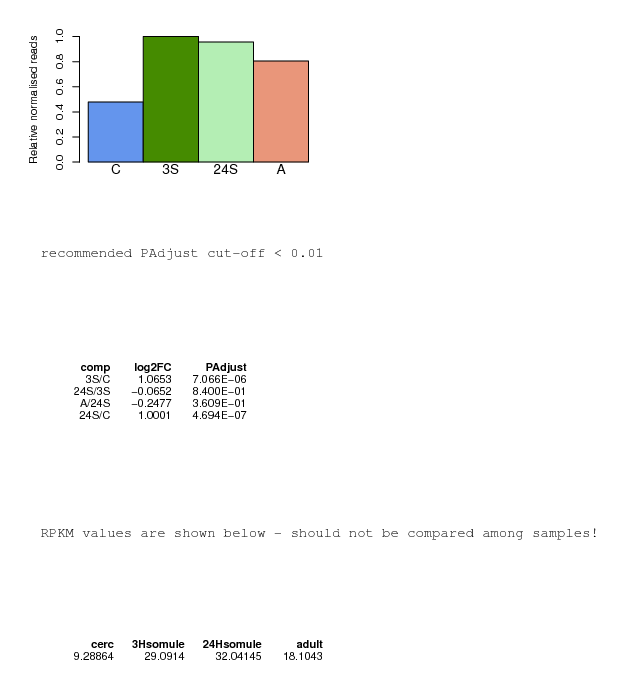 Relative normalised reads
1.0
0.8
0.6
0.4
0.2
0.0
C 3S 24S A
recommended PAdjust cut-off < 0.01
comp log2FC PAdjust
3S/C 1.0653 7.066E-06
24S/3S -0.0652 8.400E-01
A/24S -0.2477 3.609E-01
24S/C 1.0001 4.694E-07
RPKM values are shown below - should not be compared among samples!
cerc 3Hsomule 24Hsomule adult
9.28864 29.0914 32.04145 18.1043